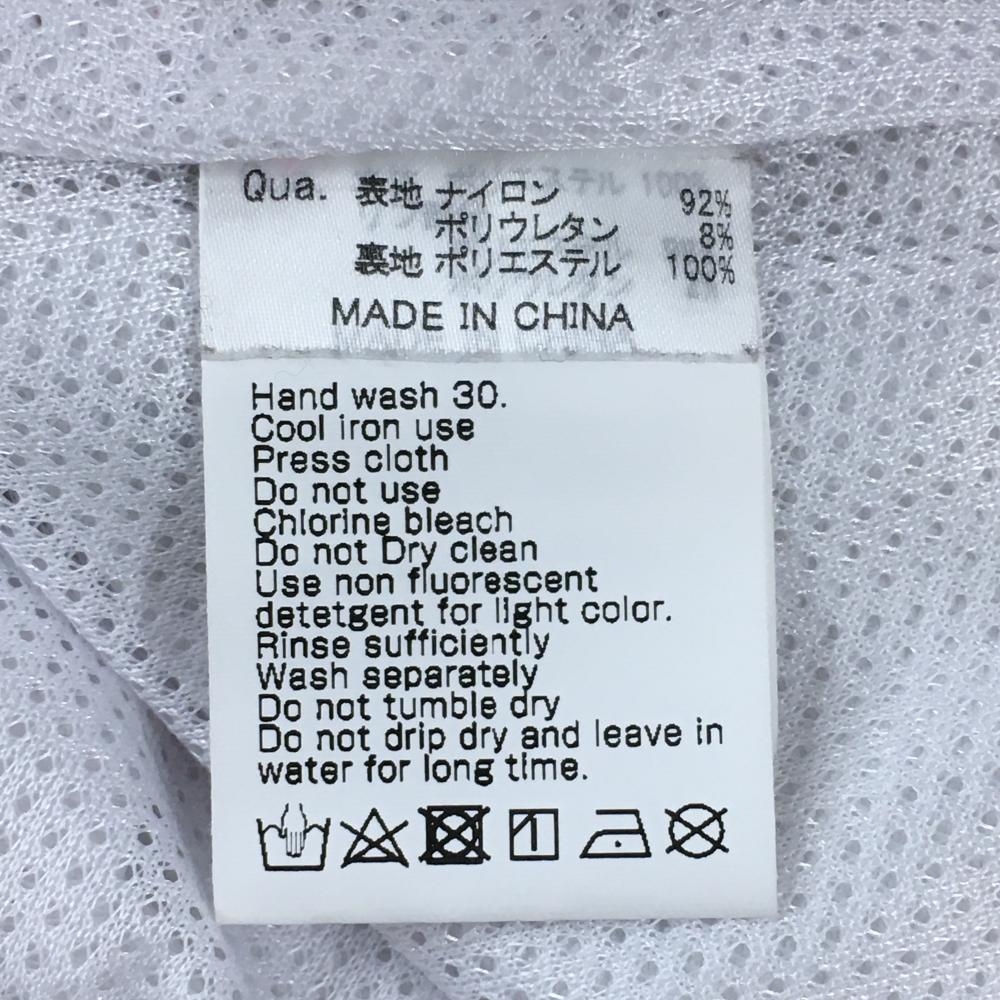 Qua. 表地 ナイロン 92%
ポリウレタン 8%
裏地 ポリエステル 100%
MADE IN CHINA
Hand wash 30.
Cool iron use
Press cloth
Do not use
Chlorine bleach
Do not Dry clean
Use non fluorescent
detetgent for light color.
Rinse sufficiently
Wash separately
Do not tumble dry
Do not drip dry and leave in
water for long time.